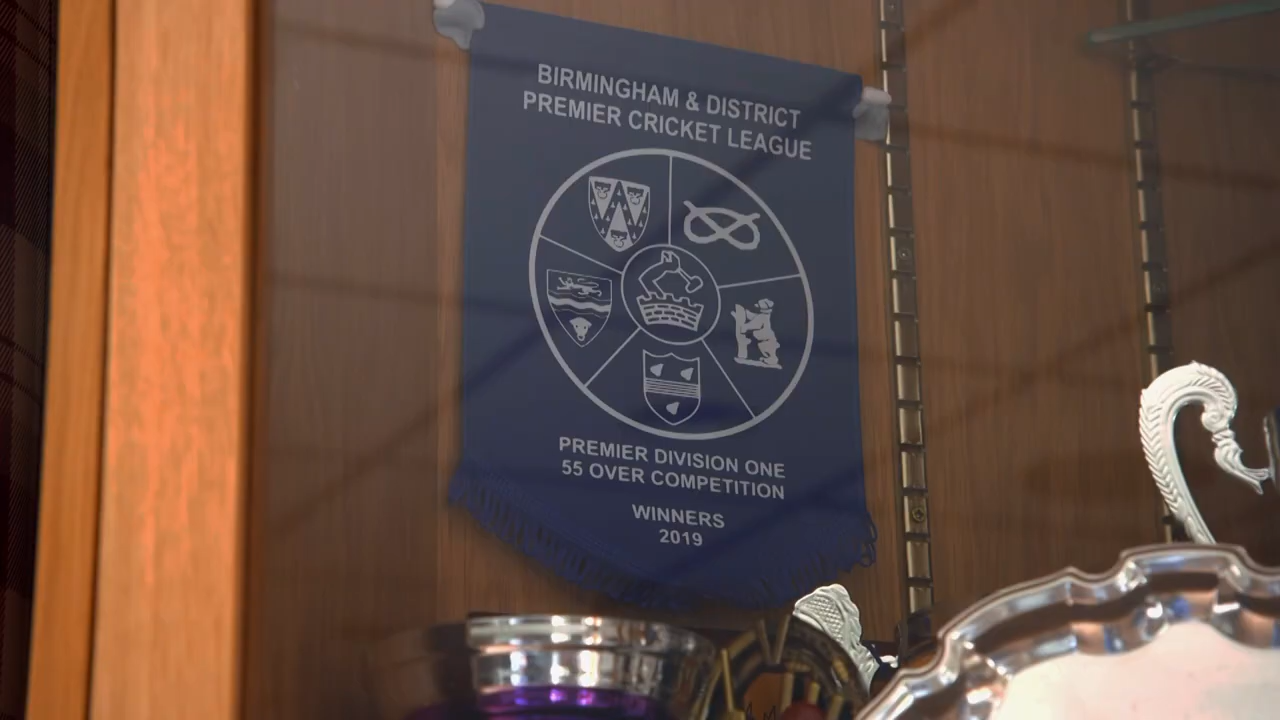 BIRMINGHAM & DISTRICT
PREMIER CRICKET LEAGUE
PREMIER DIVISION ONE
55 OVER COMPETITION
WINNERS
2019